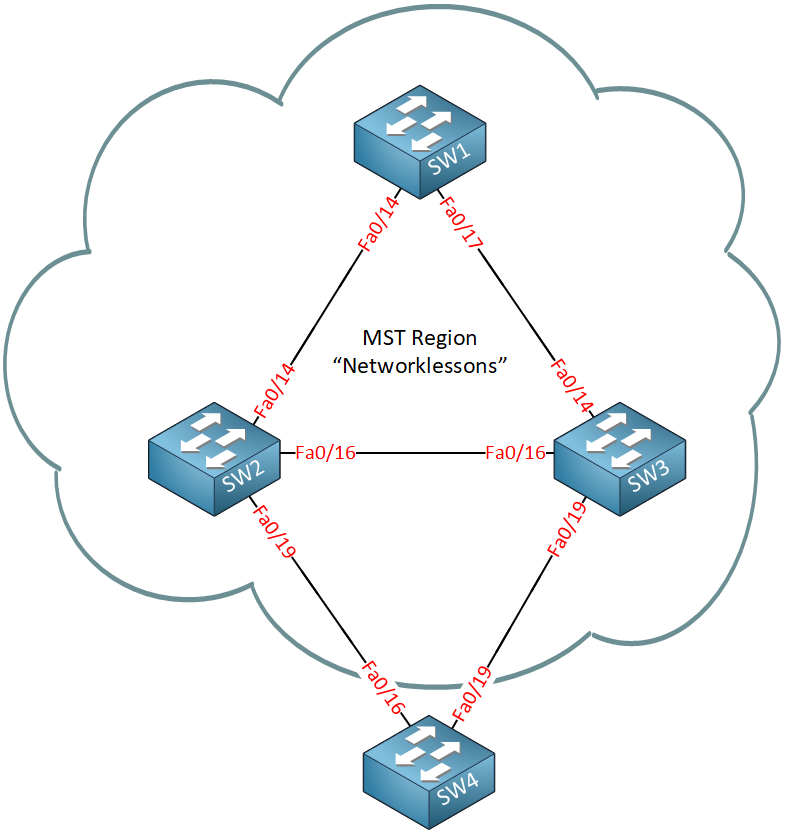 SW1
Fa0/14
Fa0/17
MST Region
“Networklessons”
Fa0/14
Fa0/14
SW2
Fa0/16
Fa0/16
SW3
Fa0/19
Fa0/19
Fa0/16
Fa0/19
SW4